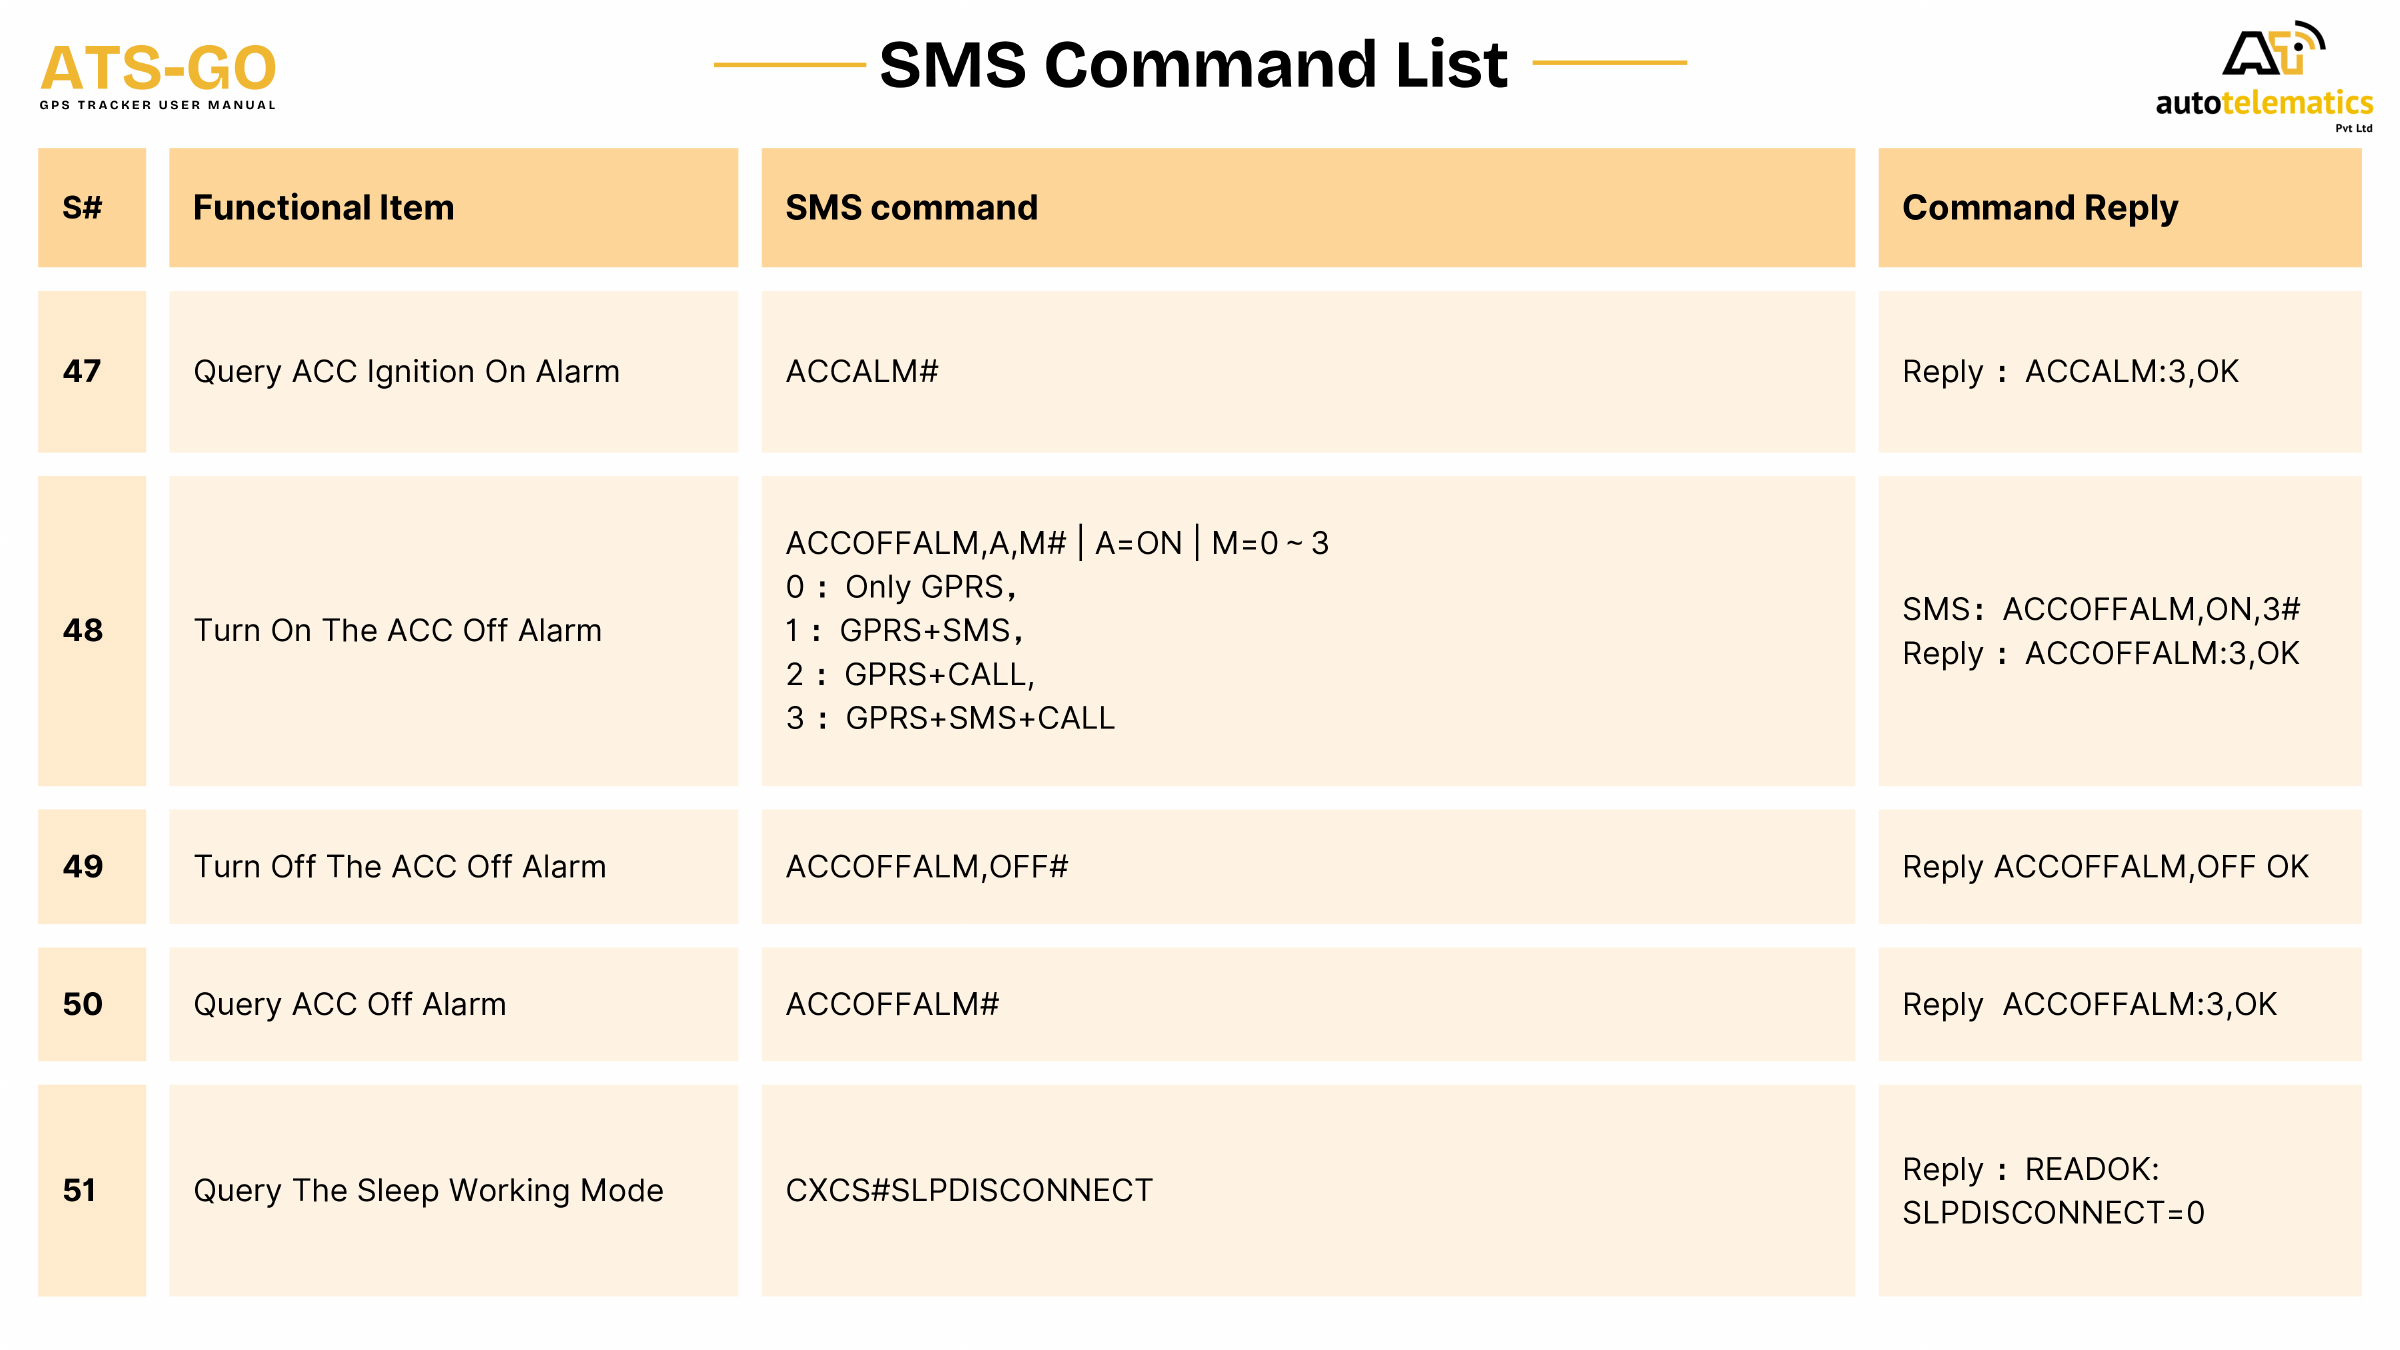 ATS-GO
GPS TRACKER USER MANUAL
SMS Command List
Ati
autotelematics
Pvt Ltd
S#
Functional Item
SMS command
Command Reply
47
Query ACC Ignition On Alarm
ACCALM#
Reply： ACCALM:3,OK
48
Turn On The ACC Off Alarm
ACCOFFALM,A,M# | A=ON | M=0 ~ 3
0： Only GPRS，
1： GPRS+SMS，
2： GPRS+CALL,
3： GPRS+SMS+CALL
SMS：ACCOFFALM,ON,3#
Reply： ACCOFFALM:3,OK
49
Turn Off The ACC Off Alarm
ACCOFFALM,OFF#
Reply ACCOFFALM,OFF OK
50
Query ACC Off Alarm
ACCOFFALM#
Reply  ACCOFFALM:3,OK
51
Query The Sleep Working Mode
CXCS#SLPDISCONNECT
Reply： READOK:
SLPDISCONNECT=0